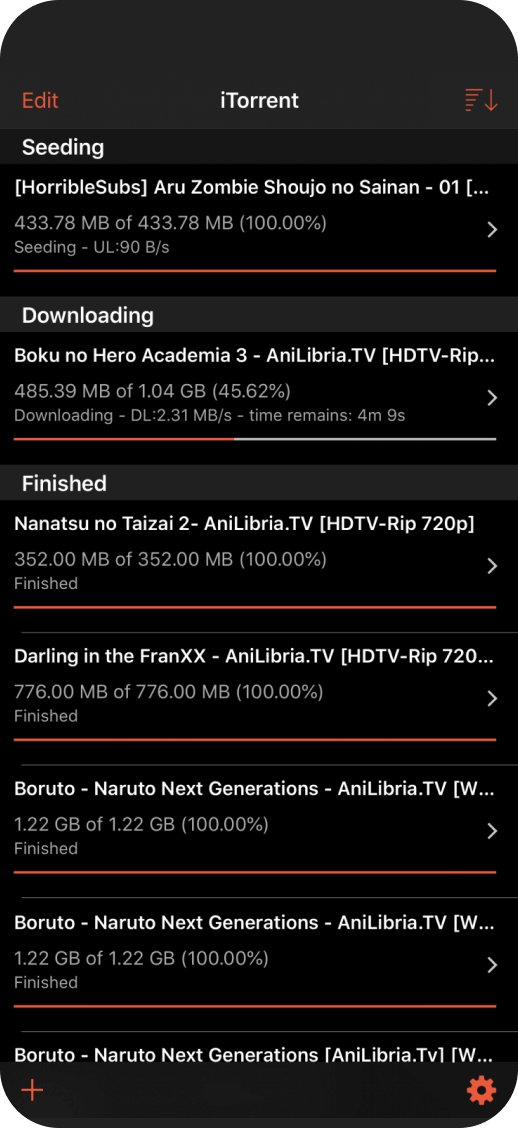 Edit
iTorrent
Seeding
[HorribleSubs] Aru Zombie Shoujo no Sainan - 01 [...
433.78 MB of 433.78 MB (100.00%)
Seeding - UL:90 B/s
Downloading
Boku no Hero Academia 3 - AniLibria.TV [HDTV-Rip...
485.39 MB of 1.04 GB (45.62%)
Downloading - DL:2.31 MB/s - time remains: 4m 9s
Finished
Nanatsu no Taizai 2- AniLibria.TV [HDTV-Rip 720p]
352.00 MB of 352.00 MB (100.00%)
Finished
Darling in the FranXX - AniLibria.TV [HDTV-Rip 720...
776.00 MB of 776.00 MB (100.00%)
Finished
Boruto - Naruto Next Generations - AniLibria.TV [W...
1.22 GB of 1.22 GB (100.00%)
Finished
Boruto - Naruto Next Generations - AniLibria.TV [W...
1.22 GB of 1.22 GB (100.00%)
Finished
Boruto - Naruto Next Generations [AniLibria.Tv] [W...